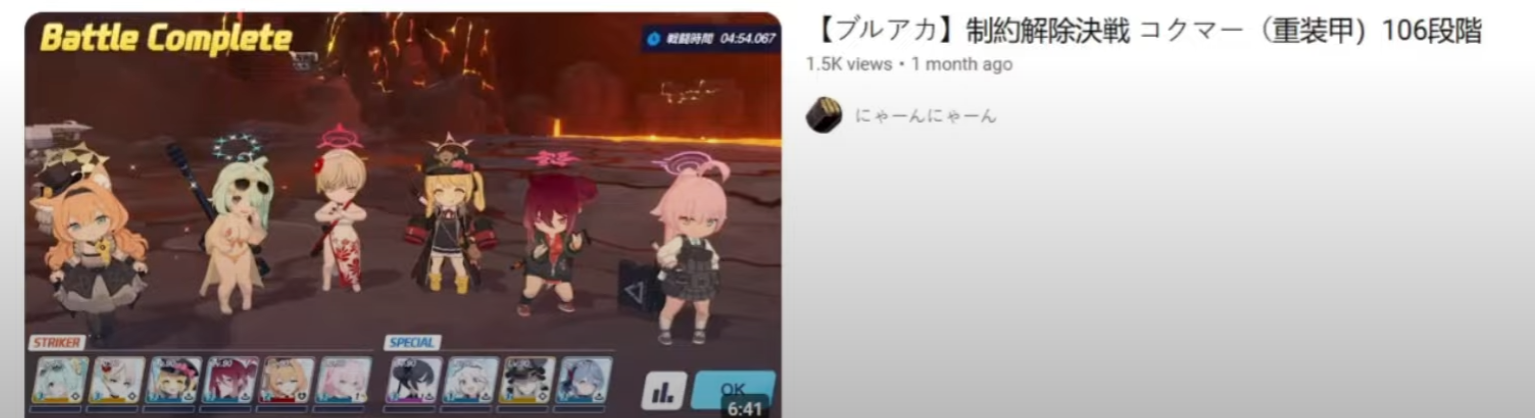 Battle Complete
戦闘時間 04:54.067
STRIKER
SPECIAL
OK
6:41
【ブルアカ】制約解除決戦 コクマー（重装甲）106段階
1.5K views • 1 month ago
にゃーんにゃーん